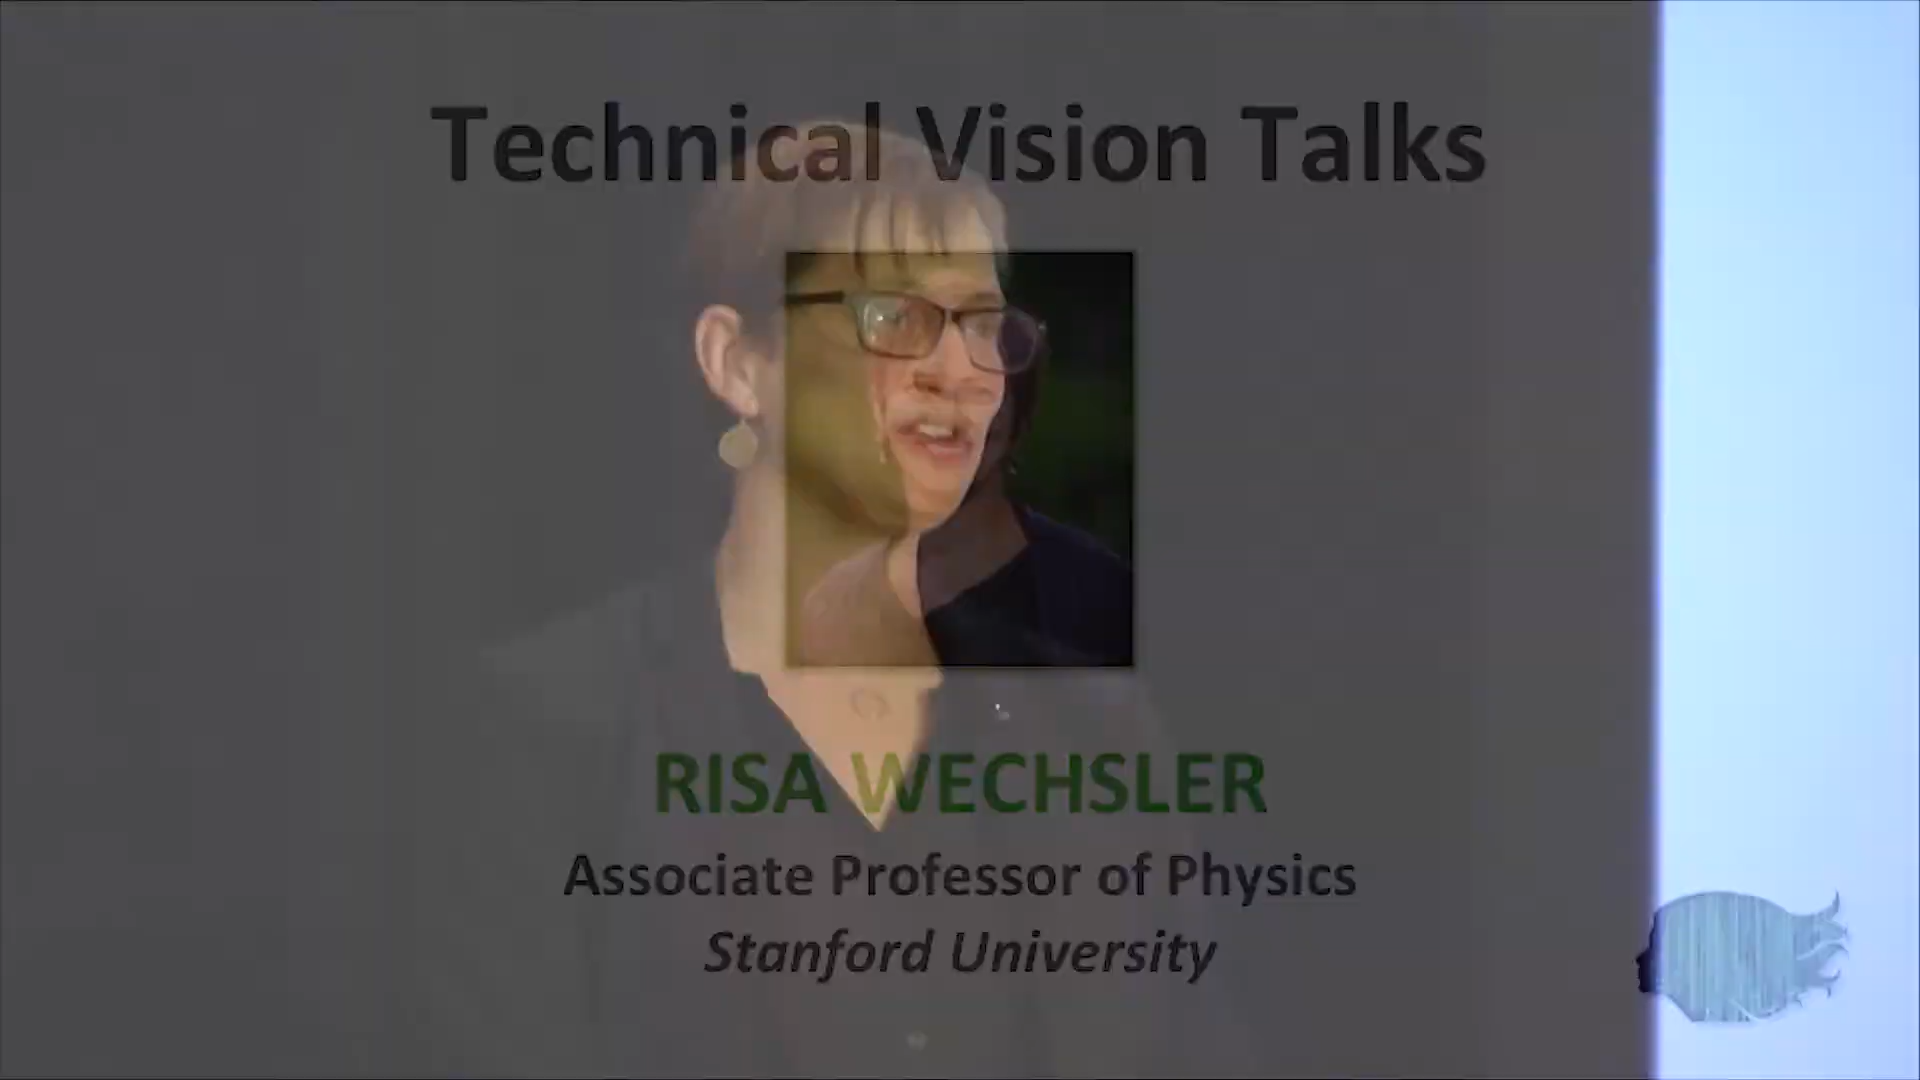 Technical Vision Talks
RISA WECHSLER
Associate Professor of Physics
Stanford University